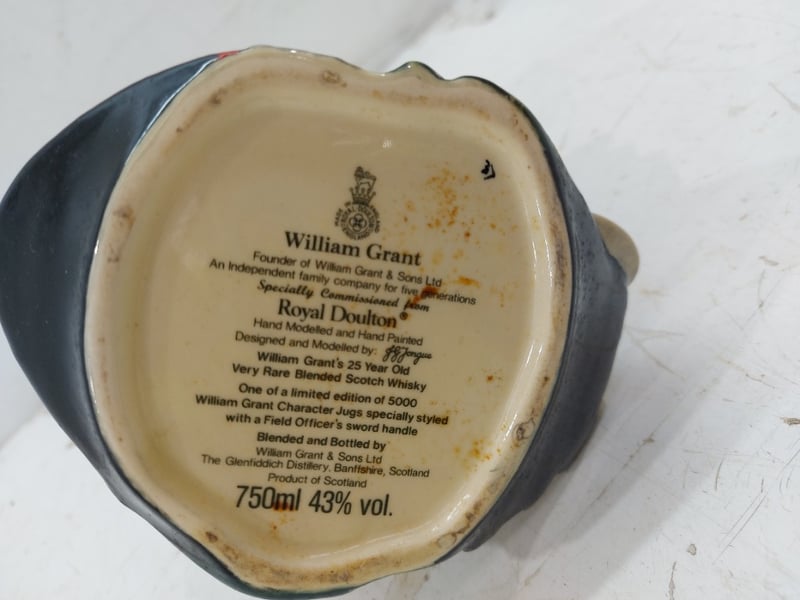 ROYAL DOULTON
William Grant
Founder of William Grant & Sons Ltd
An Independent family company for five generations
Specially Commissioned from
Royal Doulton®
Hand Modelled and Hand Painted
Designed and Modelled by:
William Grant's 25 Year Old
Very Rare Blended Scotch Whisky
One of a limited edition of 5000
William Grant Character Jugs specially styled
with a Field Officer's sword handle
Blended and Bottled by
William Grant & Sons Ltd
The Glenfiddich Distillery. Banffshire, Scotland
Product of Scotland
750ml 43% vol.